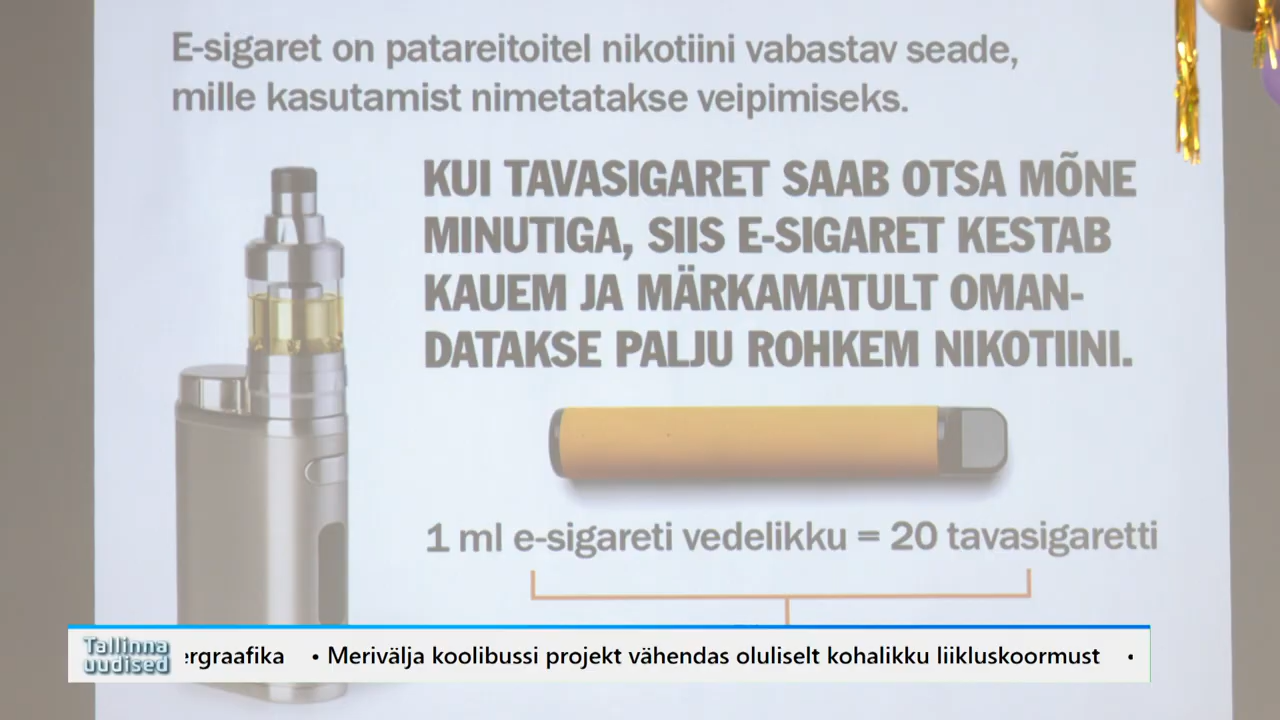 E-sigaret on patareitoitel nikotiini vabastav seade,
mille kasutamist nimetatakse veipimiseks.
KUI TAVASIGARET SAAB OTSA MÕNE
MINUTIGA, SIIS E-SIGARET KESTAB
KAUEM JA MÄRKAMATULT OMAN-
DATAKSE PALJU ROHKEM NIKOTIINI.
1 ml e-sigareti vedelikku = 20 tavasigaretti
Tallinna
uudised
ergraafika • Merivälja koolibussi projekt vähendas oluliselt kohalikku liikluskoormust •